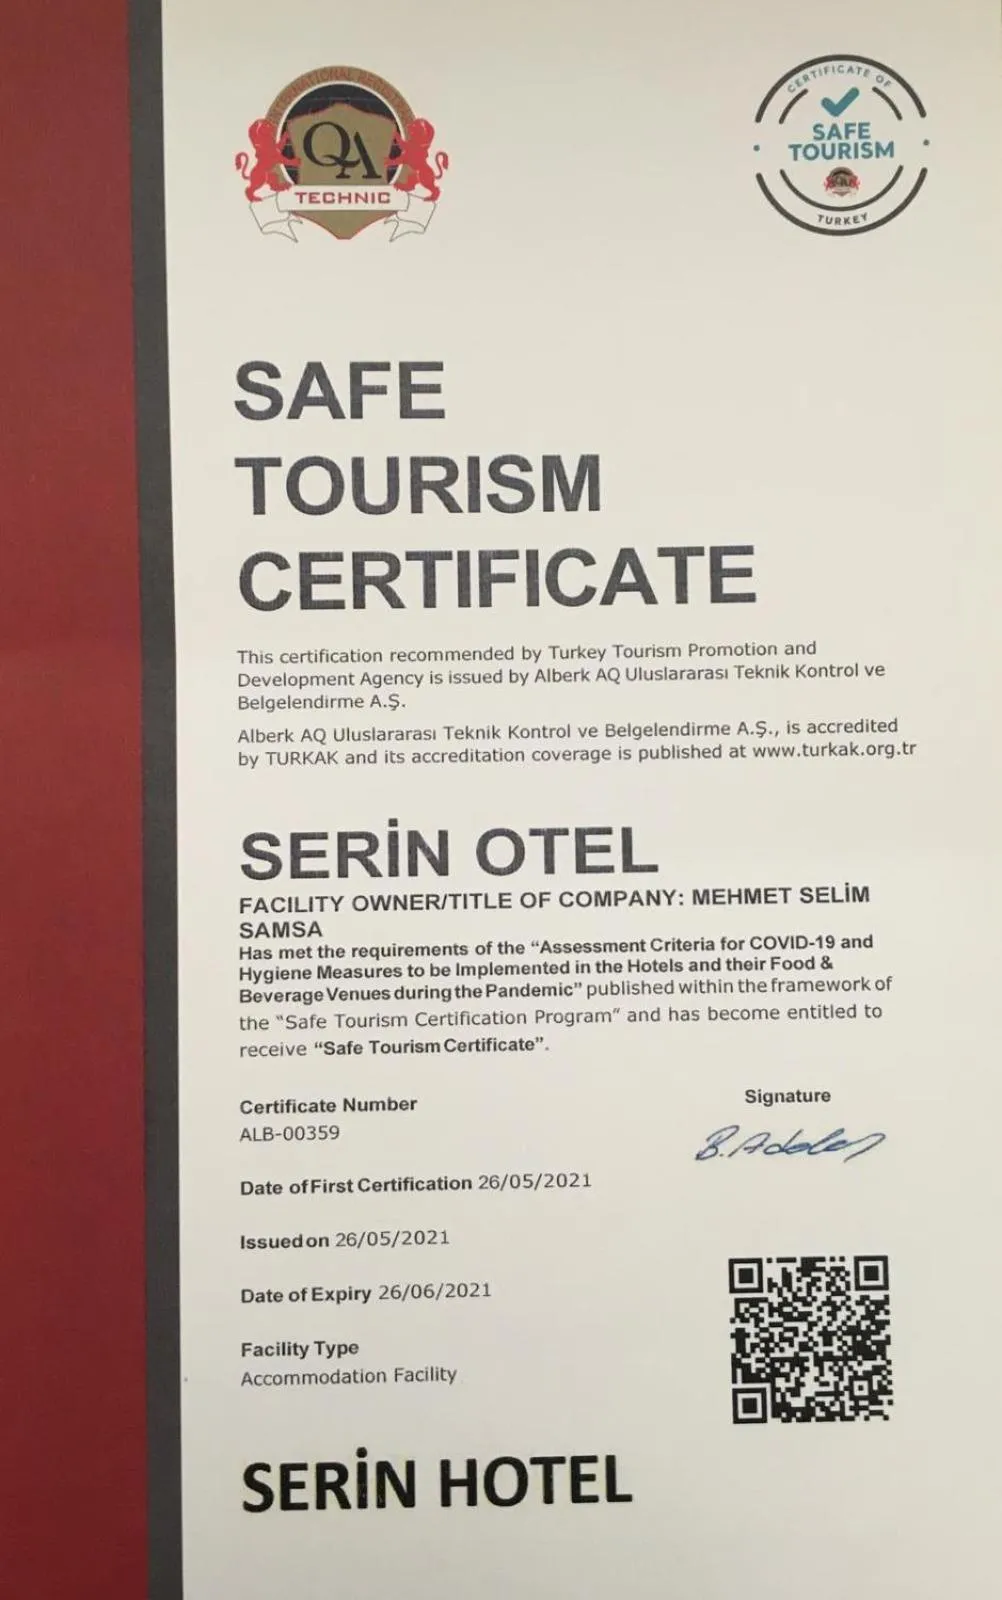 INTERNATIONAL REGISTRAR
QA
TECHNIC
CERTIFICATE OF
SAFE
TOURISM
TURKEY
SAFE
TOURISM
CERTIFICATE
This certification recommended by Turkey Tourism Promotion and
Development Agency is issued by Alberk AQ Uluslararası Teknik Kontrol ve
Belgelendirme A.Ş.
Alberk AQ Uluslararası Teknik Kontrol ve Belgelendirme A.Ş., is accredited
by TURKAK and its accreditation coverage is published at www.turkak.org.tr
SERİN OTEL
FACILITY OWNER/TITLE OF COMPANY: MEHMET SELİM
SAMSA
Has met the requirements of the “Assessment Criteria for COVID-19 and
Hygiene Measures to be Implemented in the Hotels and their Food &
Beverage Venues during the Pandemic” published within the framework of
the “Safe Tourism Certification Program” and has become entitled to
receive “Safe Tourism Certificate”.
Certificate Number
ALB-00359
Signature
Date of First Certification 26/05/2021
Issued on 26/05/2021
Date of Expiry 26/06/2021
Facility Type
Accommodation Facility
SERİN HOTEL